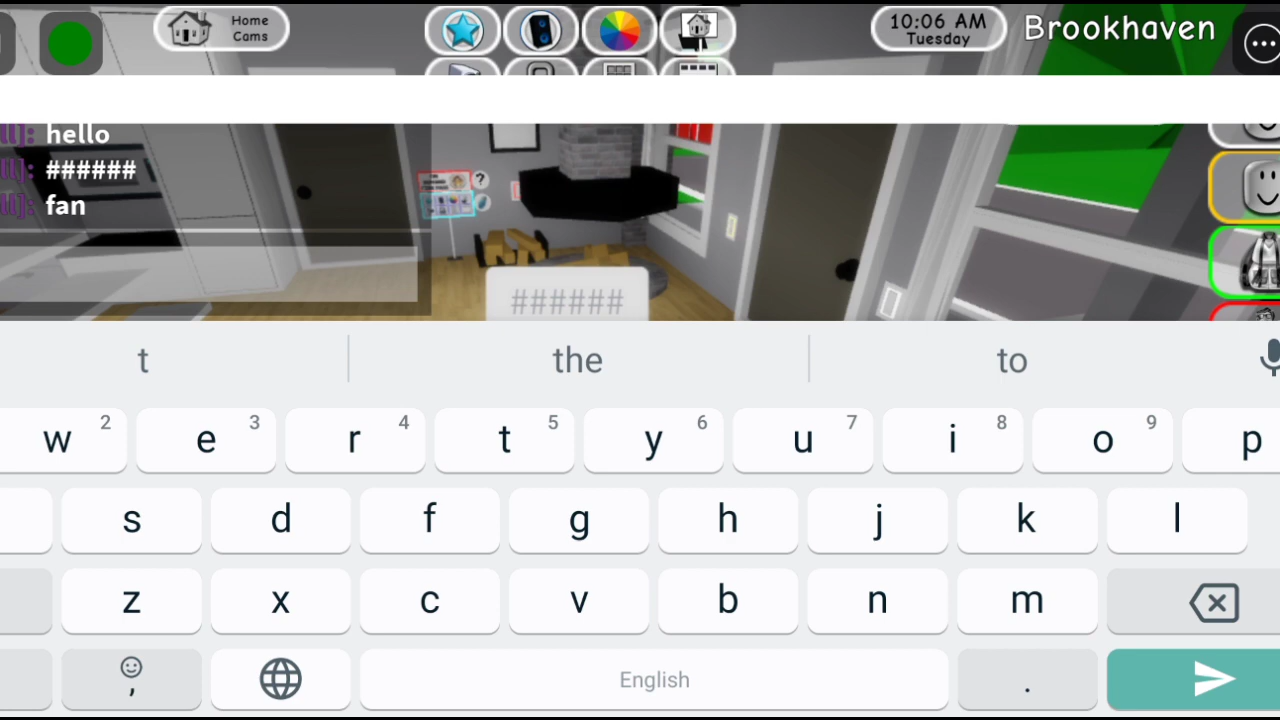 Home
Cams
10:06 AM
Tuesday
Brookhaven
hello
######
fan
######
t
the
to
w 2
e 3
r 4
t 5
y 6
u 7
i 8
o 9
p
s
d
f
g
h
j
k
l
z
x
c
v
b
n
m
,
English
.